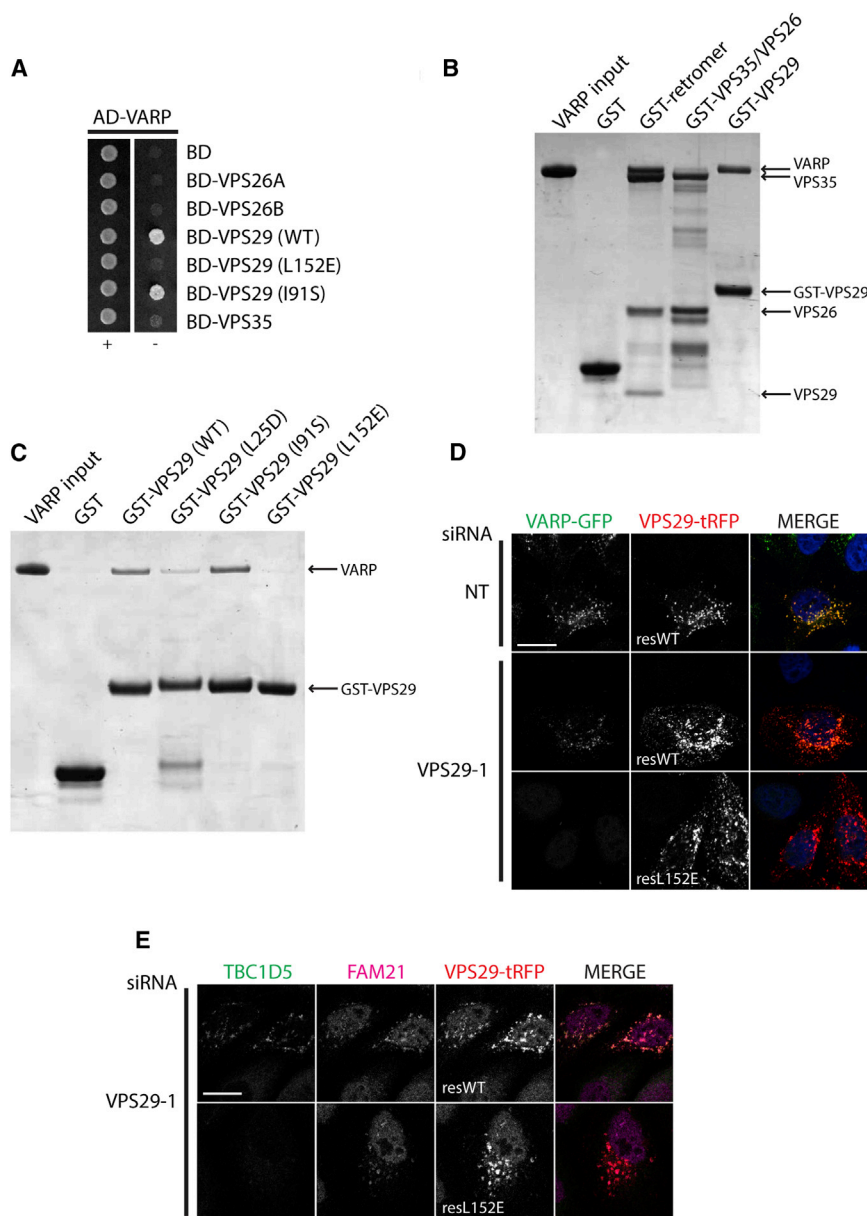 A
AD-VARP
BD
BD-VPS26A
BD-VPS26B
BD-VPS29 (WT)
BD-VPS29 (L152E)
BD-VPS29 (I91S)
BD-VPS35
+ -
B
VARP input
GST
GST-retromer
GST-VPS35/VPS26
GST-VPS29
VARP
VPS35
GST-VPS29
VPS26
VPS29
C
VARP input
GST
GST-VPS29 (WT)
GST-VPS29 (L25D)
GST-VPS29 (I91S)
GST-VPS29 (L152E)
VARP
GST-VPS29
D
VARP-GFP VPS29-tRFP MERGE
siRNA
NT
resWT
VPS29-1
resWT
resL152E
E
TBC1D5 FAM21 VPS29-tRFP MERGE
siRNA
VPS29-1
resWT
resL152E